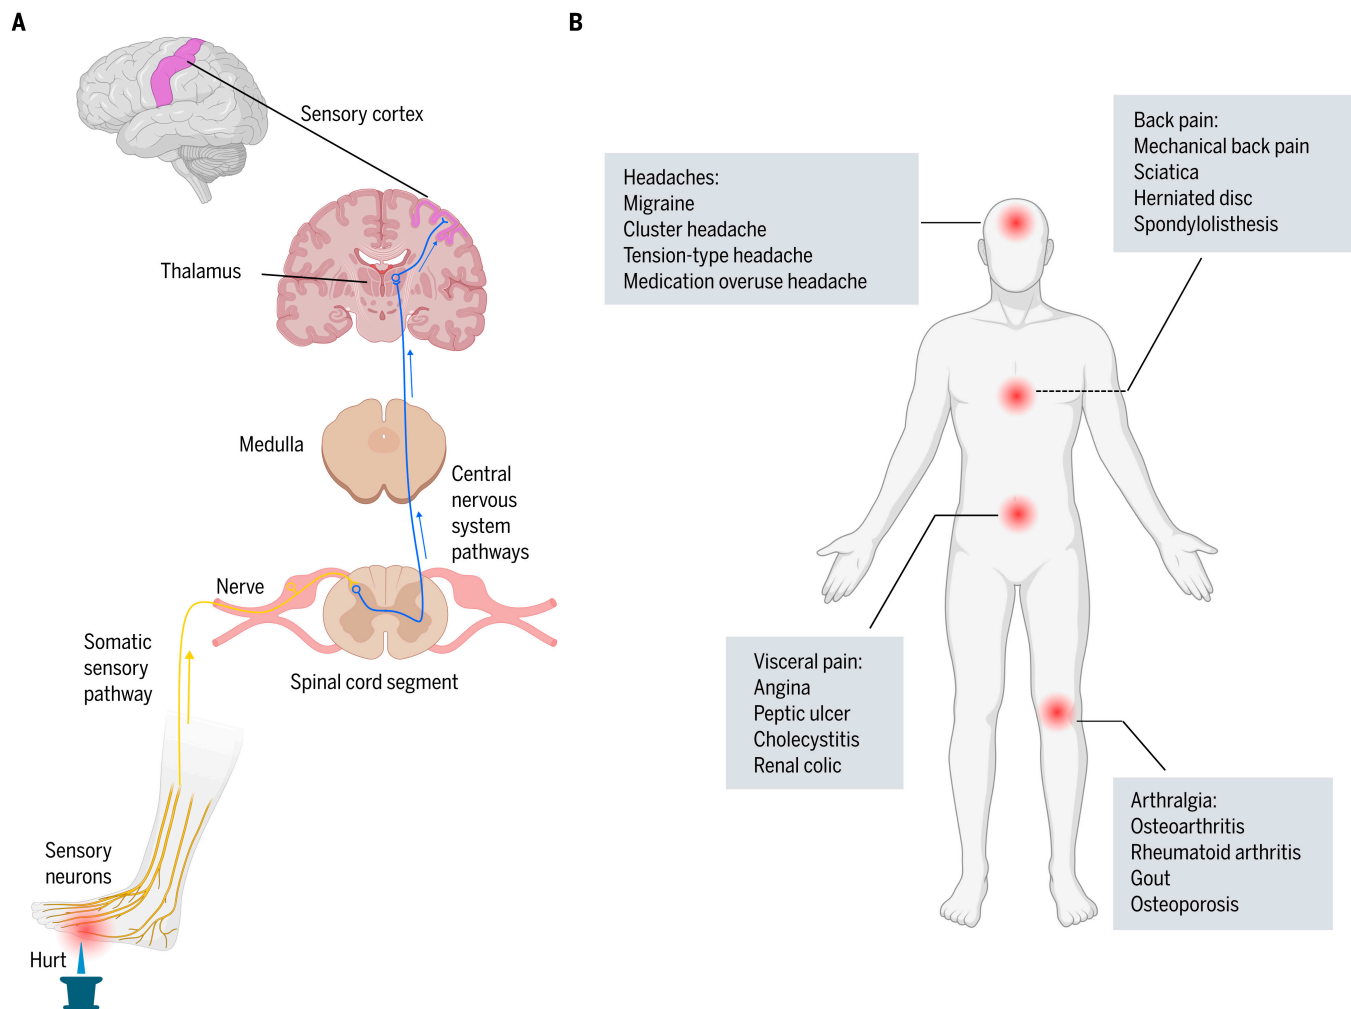 A
Sensory cortex
Thalamus
Medulla
Central
nervous
system
pathways
Nerve
Somatic
sensory
pathway
Spinal cord segment
Sensory
neurons
Hurt
B
Headaches:
Migraine
Cluster headache
Tension-type headache
Medication overuse headache
Back pain:
Mechanical back pain
Sciatica
Herniated disc
Spondylolisthesis
Visceral pain:
Angina
Peptic ulcer
Cholecystitis
Renal colic
Arthralgia:
Osteoarthritis
Rheumatoid arthritis
Gout
Osteoporosis